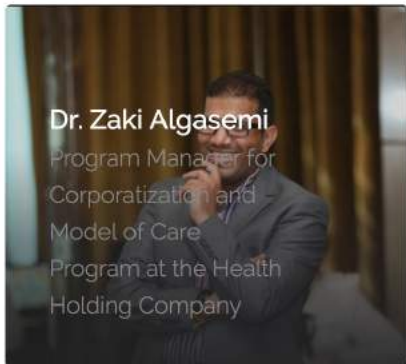 Dr. Zaki Algasemi
Program Manager for
Corporatization and
Model of Care
Program at the Health
Holding Company